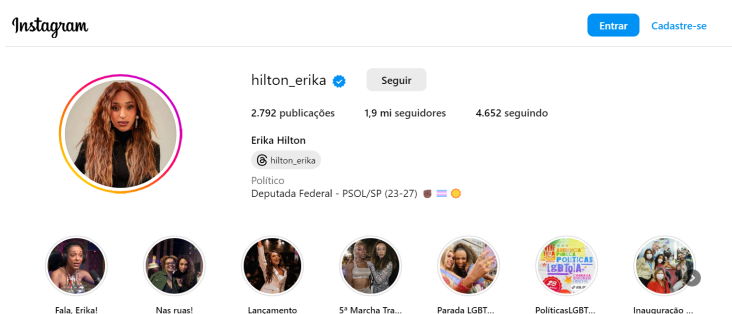 Instagram
Entrar
Cadastre-se
hilton_erika
Seguir
2.792 publicações
1,9 mi seguidores
4.652 seguindo
Erika Hilton
hilton_erika
Político
Deputada Federal - PSOL/SP (23-27) ✊🏾 🏳️‍⚧️ 🌞
POLÍTICAS
LGBTQIA+
Fala, Erika!
Nas ruas!
Lançamento
5ª Marcha Tra...
Parada LGBT...
PolíticasLGBT...
Inauguração ...